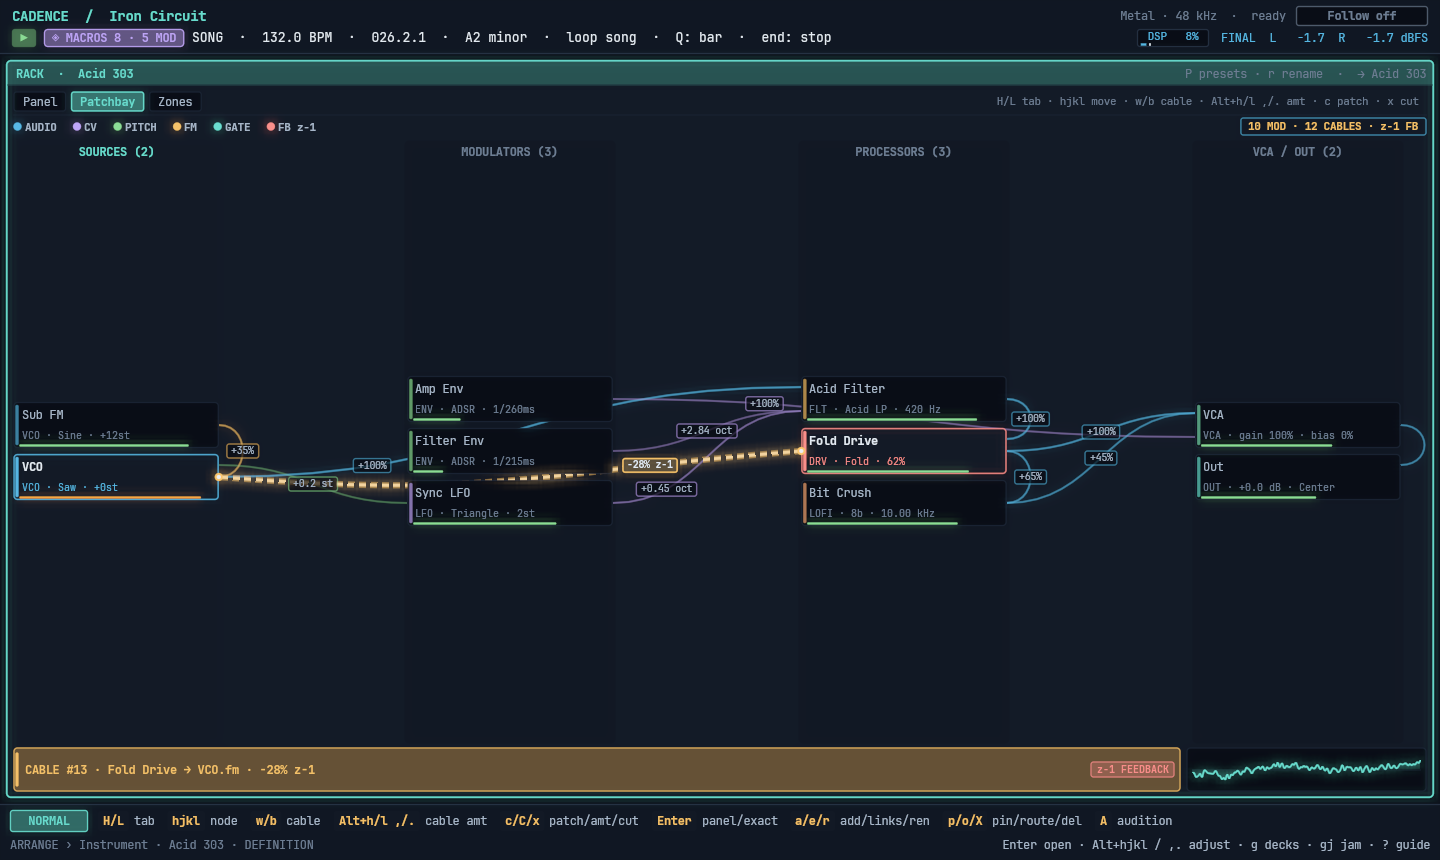 CADENCE / Iron Circuit
Metal · 48 kHz · ready Follow off
▶ ◈ MACROS 8 · 5 MOD SONG · 132.0 BPM · 026.2.1 · A2 minor · loop song · Q: bar · end: stop
DSP 8% FINAL L -1.7 R -1.7 dBFS
RACK · Acid 303
P presets · r rename · → Acid 303
Panel Patchbay Zones
H/L tab · hjkl move · w/b cable · Alt+h/l ,/. amt · c patch · x cut
AUDIO CV PITCH FM GATE FB z-1
10 MOD · 12 CABLES · z-1 FB
SOURCES (2) MODULATORS (3) PROCESSORS (3) VCA / OUT (2)
Sub FM
VCO · Sine · +12st
VCO
VCO · Saw · +0st
+35%
+0.2 st
+100%
Amp Env
ENV · ADSR · 1/260ms
Filter Env
ENV · ADSR · 1/215ms
Sync LFO
LFO · Triangle · 2st
+100%
+2.84 oct
-28% z-1
+0.45 oct
Acid Filter
FLT · Acid LP · 420 Hz
Fold Drive
DRV · Fold · 62%
Bit Crush
LOFI · 8b · 10.00 kHz
+100%
+65%
+100%
+45%
VCA
VCA · gain 100% · bias 0%
Out
OUT · +0.0 dB · Center
CABLE #13 · Fold Drive → VCO.fm · -28% z-1
z-1 FEEDBACK
NORMAL H/L tab hjkl node w/b cable Alt+h/l ,/. cable amt c/C/x patch/amt/cut Enter panel/exact a/e/r add/links/ren p/o/X pin/route/del A audition
ARRANGE › Instrument · Acid 303 · DEFINITION
Enter open · Alt+hjkl / ,. adjust · g decks · gj jam · ? guide